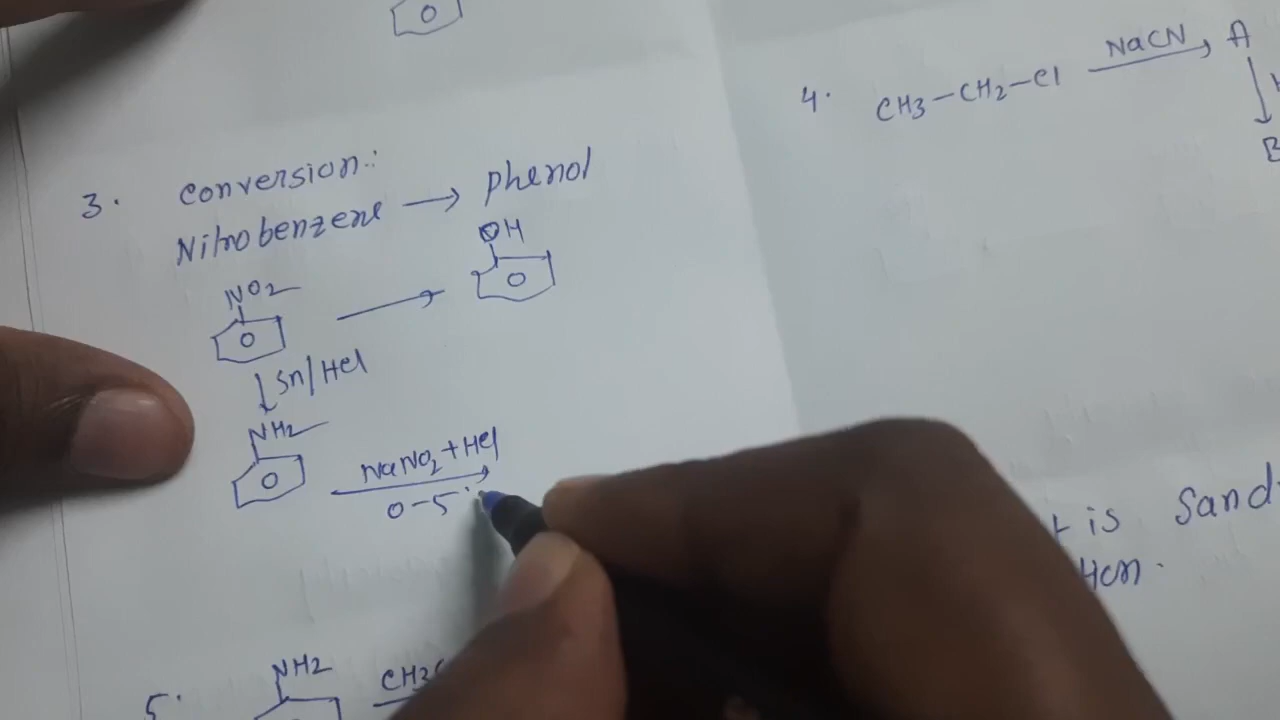 3. conversion:
Nitrobenzene → phenol
NO2 OH
↓ Sn/Hcl
NH2 NaNO2+Hcl
0-5°
4. CH3-CH2-Cl NaCN → A
↓
B
is Sand
5. NH2 CH3